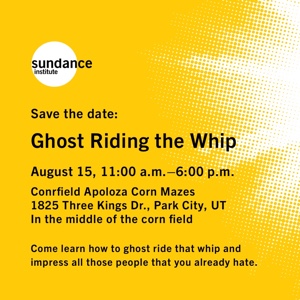 sundance
institute
Save the date:
Ghost Riding the Whip
August 15, 11:00 a.m.–6:00 p.m.
Conrfield Apoloza Corn Mazes
1825 Three Kings Dr., Park City, UT
In the middle of the corn field
Come learn how to ghost ride that whip and
impress all those people that you already hate.